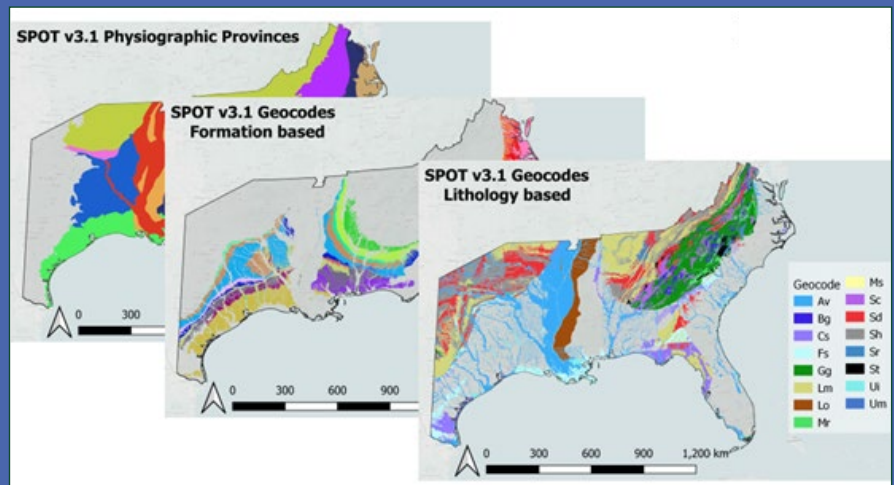 SPOT v3.1 Physiographic Provinces
0 300
SPOT v3.1 Geocodes
Formation based
0 300 600 900
SPOT v3.1 Geocodes
Lithology based
Geocode
Av
Bg
Cs
Fs
Gg
Lm
Lo
Mr
Ms
Sc
Sd
Sh
Sr
St
Ui
Um
0 300 600 900 1,200 km